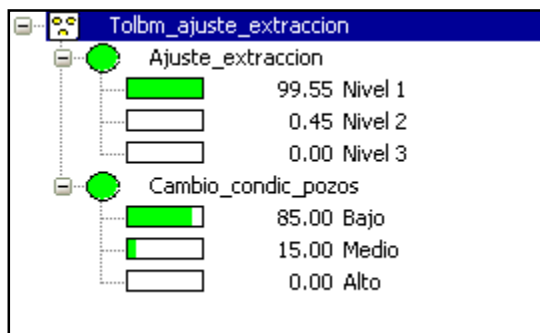 Tolbm_ajuste_extraccion
Ajuste_extraccion
99.55 Nivel 1
0.45 Nivel 2
0.00 Nivel 3
Cambio_condic_pozos
85.00 Bajo
15.00 Medio
0.00 Alto